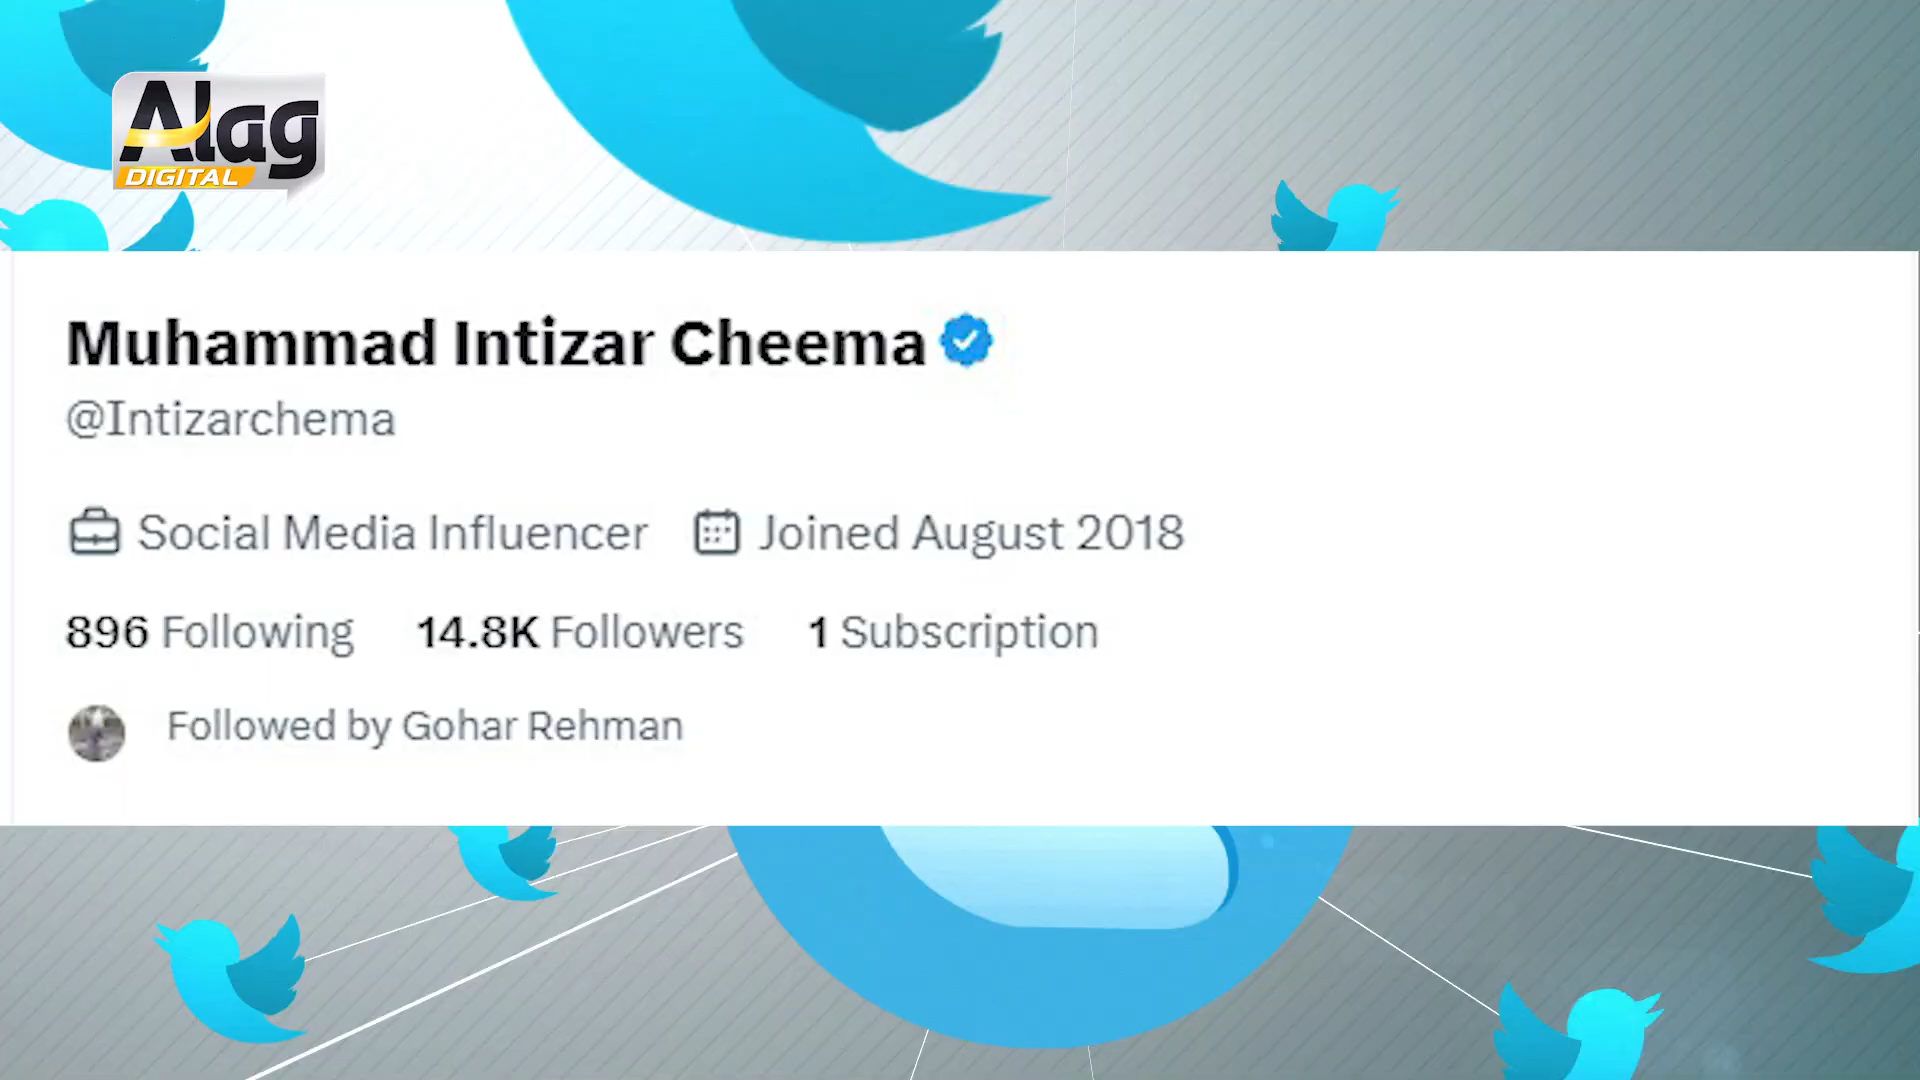 Alag
DIGITAL
Muhammad Intizar Cheema
@Intizarchema
Social Media Influencer Joined August 2018
896 Following 14.8K Followers 1 Subscription
Followed by Gohar Rehman